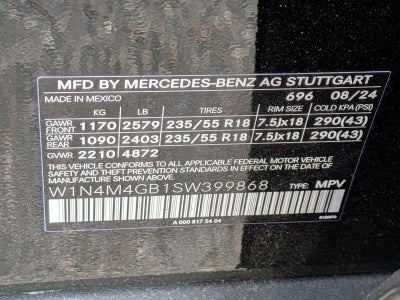 MFD BY MERCEDES-BENZ AG STUTTGART
MADE IN MEXICO 696 08/24
KG LB TIRES RIM SIZE COLD KPA(PSI)
GAWR FRONT 1170 2579 235/55 R18 7.5Jx18 290(43)
GAWR REAR 1090 2403 235/55 R18 7.5Jx18 290(43)
GVWR 2210 4872
THIS VEHICLE CONFORMS TO ALL APPLICABLE U.S.
FEDERAL MOTOR VEHICLE SAFETY, BUMPER,
AND THEFT PREVENTION STANDARDS IN EFFECT
ON THE DATE OF MANUFACTURE SHOWN ABOVE.
W1N4M4GB1SW399868 TYPE: MPV
A 000 817 54 04